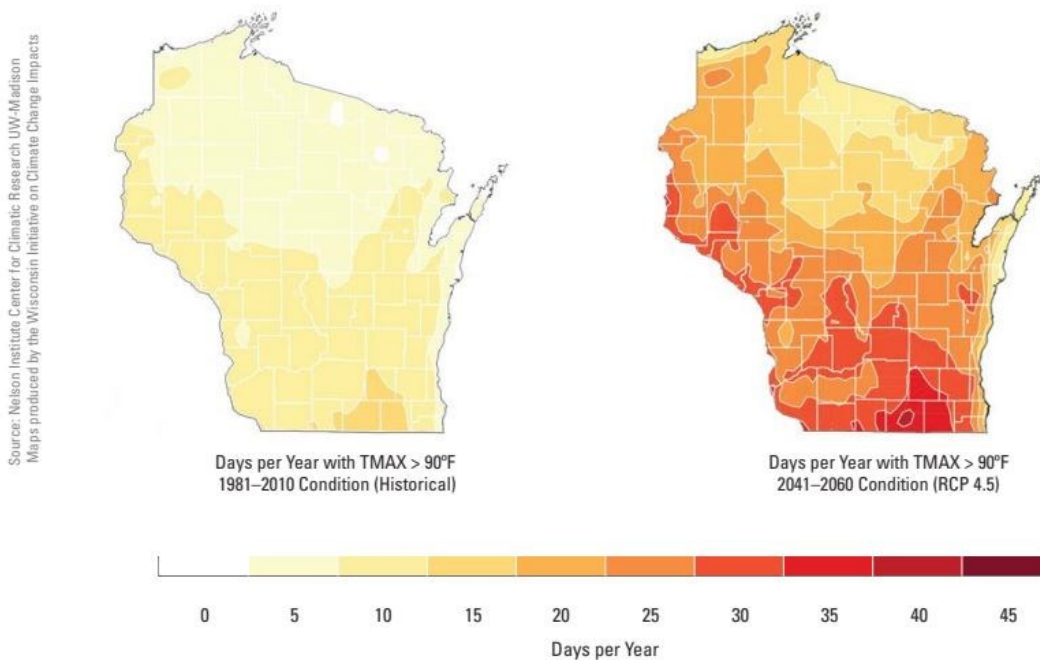 Source: Nelson Institute Center for Climatic Research UW-Madison
Maps produced by the Wisconsin Initiative on Climate Change Impacts
Days per Year with TMAX > 90ºF
1981–2010 Condition (Historical)
Days per Year with TMAX > 90ºF
2041–2060 Condition (RCP 4.5)
0 5 10 15 20 25 30 35 40 45
Days per Year